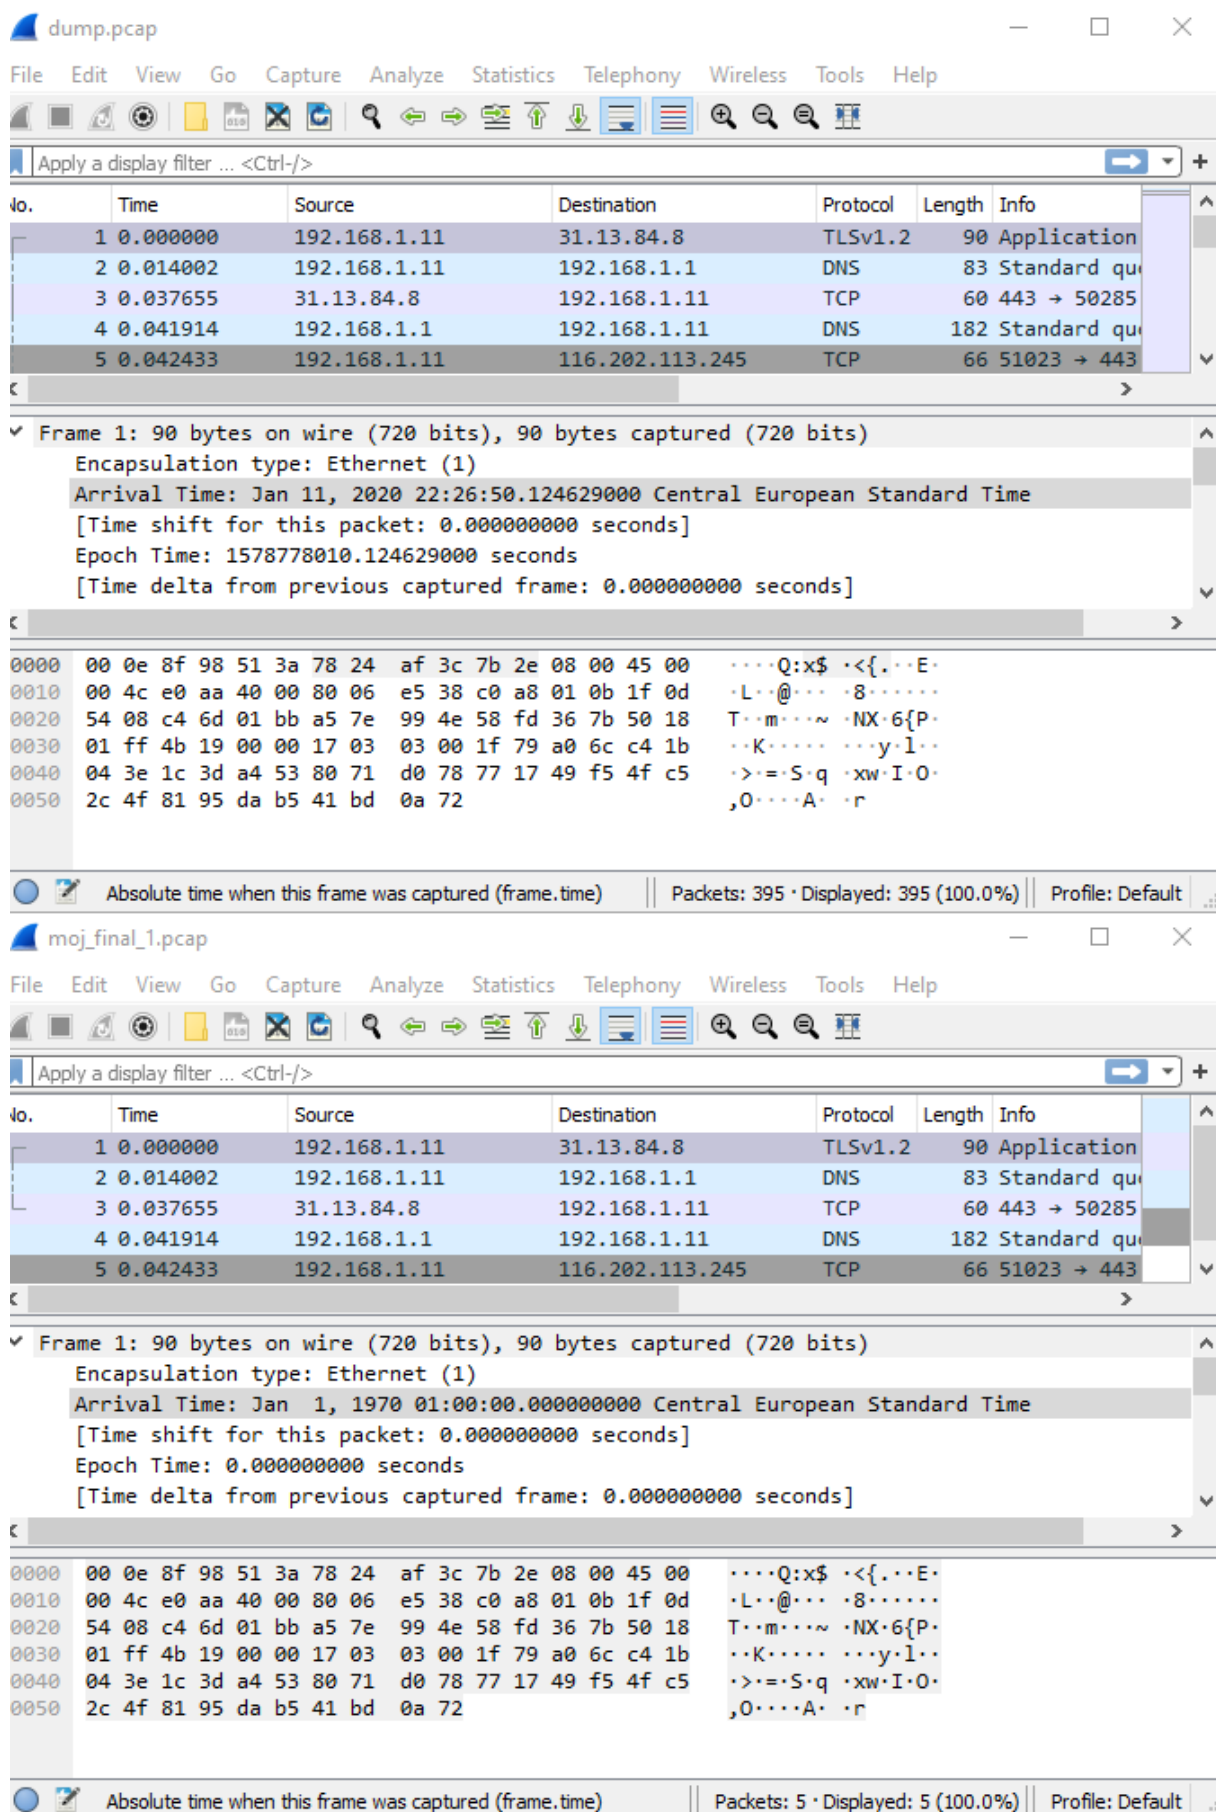 dump.pcap
File Edit View Go Capture Analyze Statistics Telephony Wireless Tools Help
Apply a display filter ... <Ctrl-/>
No. Time Source Destination Protocol Length Info
1 0.000000 192.168.1.11 31.13.84.8 TLSv1.2 90 Application
2 0.014002 192.168.1.11 192.168.1.1 DNS 83 Standard que
3 0.037655 31.13.84.8 192.168.1.11 TCP 60 443 → 50285
4 0.041914 192.168.1.1 192.168.1.11 DNS 182 Standard que
5 0.042433 192.168.1.11 116.202.113.245 TCP 66 51023 → 443
Frame 1: 90 bytes on wire (720 bits), 90 bytes captured (720 bits)
Encapsulation type: Ethernet (1)
Arrival Time: Jan 11, 2020 22:26:50.124629000 Central European Standard Time
[Time shift for this packet: 0.000000000 seconds]
Epoch Time: 1578778010.124629000 seconds
[Time delta from previous captured frame: 0.000000000 seconds]
0000 00 0e 8f 98 51 3a 78 24 af 3c 7b 2e 08 00 45 00 ····Q:x$ ·<{.··E·
0010 00 4c e0 aa 40 00 80 06 e5 38 c0 a8 01 0b 1f 0d ·L··@··· ·8······
0020 54 08 c4 6d 01 bb a5 7e 99 4e 58 fd 36 7b 50 18 T··m···~ ·NX·6{P·
0030 01 ff 4b 19 00 00 17 03 03 00 1f 79 a0 6c c4 1b ··K····· ···y·l··
0040 04 3e 1c 3d a4 53 80 71 d0 78 77 17 49 f5 4f c5 ·>·=·S·q ·xw·I·O·
0050 2c 4f 81 95 da b5 41 bd 0a 72 ,O····A· ·r
Absolute time when this frame was captured (frame.time) Packets: 395 · Displayed: 395 (100.0%) Profile: Default
moj_final_1.pcap
File Edit View Go Capture Analyze Statistics Telephony Wireless Tools Help
Apply a display filter ... <Ctrl-/>
No. Time Source Destination Protocol Length Info
1 0.000000 192.168.1.11 31.13.84.8 TLSv1.2 90 Application
2 0.014002 192.168.1.11 192.168.1.1 DNS 83 Standard que
3 0.037655 31.13.84.8 192.168.1.11 TCP 60 443 → 50285
4 0.041914 192.168.1.1 192.168.1.11 DNS 182 Standard que
5 0.042433 192.168.1.11 116.202.113.245 TCP 66 51023 → 443
Frame 1: 90 bytes on wire (720 bits), 90 bytes captured (720 bits)
Encapsulation type: Ethernet (1)
Arrival Time: Jan  1, 1970 01:00:00.000000000 Central European Standard Time
[Time shift for this packet: 0.000000000 seconds]
Epoch Time: 0.000000000 seconds
[Time delta from previous captured frame: 0.000000000 seconds]
0000 00 0e 8f 98 51 3a 78 24 af 3c 7b 2e 08 00 45 00 ····Q:x$ ·<{.··E·
0010 00 4c e0 aa 40 00 80 06 e5 38 c0 a8 01 0b 1f 0d ·L··@··· ·8······
0020 54 08 c4 6d 01 bb a5 7e 99 4e 58 fd 36 7b 50 18 T··m···~ ·NX·6{P·
0030 01 ff 4b 19 00 00 17 03 03 00 1f 79 a0 6c c4 1b ··K····· ···y·l··
0040 04 3e 1c 3d a4 53 80 71 d0 78 77 17 49 f5 4f c5 ·>·=·S·q ·xw·I·O·
0050 2c 4f 81 95 da b5 41 bd 0a 72 ,O····A· ·r
Absolute time when this frame was captured (frame.time) Packets: 5 · Displayed: 5 (100.0%) Profile: Default